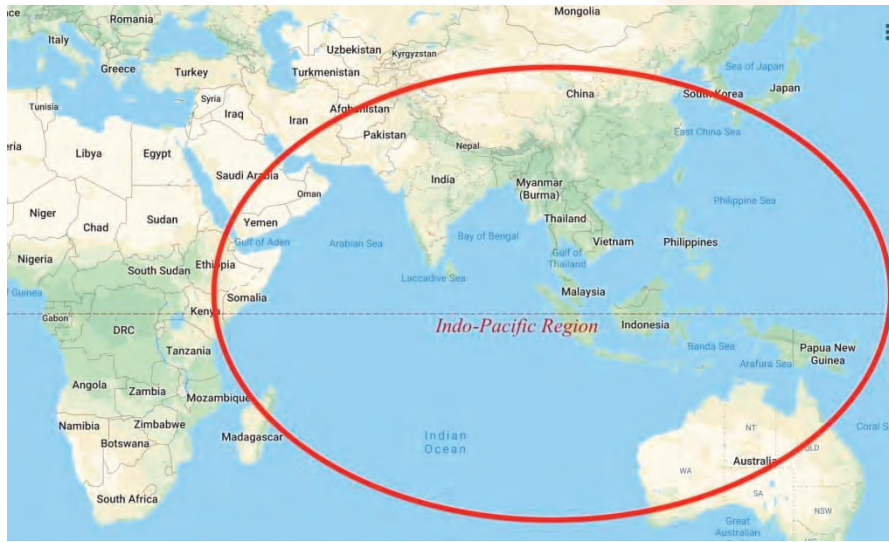 Mongolia
ce
Romania
Italy
Uzbekistan
Kyrgyzstan
Sea of Japan
Greece
Turkey
Turkmenistan
South Korea
Japan
Tunisia
Syria
Iraq
Iran
Afghanistan
China
East China Sea
Pakistan
Nepal
eria
Libya
Egypt
Saudi Arabia
Oman
India
Myanmar
(Burma)
Philippine Sea
Niger
Chad
Sudan
Yemen
Thailand
Gulf of Aden
Arabian Sea
Bay of Bengal
Vietnam
Philippines
Nigeria
South Sudan
Ethiopia
Gulf of
Thailand
Laccadive Sea
of Guinea
Somalia
Malaysia
Gabon
DRC
Kenya
Indo-Pacific Region
Indonesia
Tanzania
Banda Sea
Papua New
Guinea
Arafura Sea
Angola
Zambia
Mozambique
Namibia
Zimbabwe
Botswana
Madagascar
Indian
Ocean
NT
Coral S
QLD
Australia
WA
SA
South Africa
NSW
Great
Australian